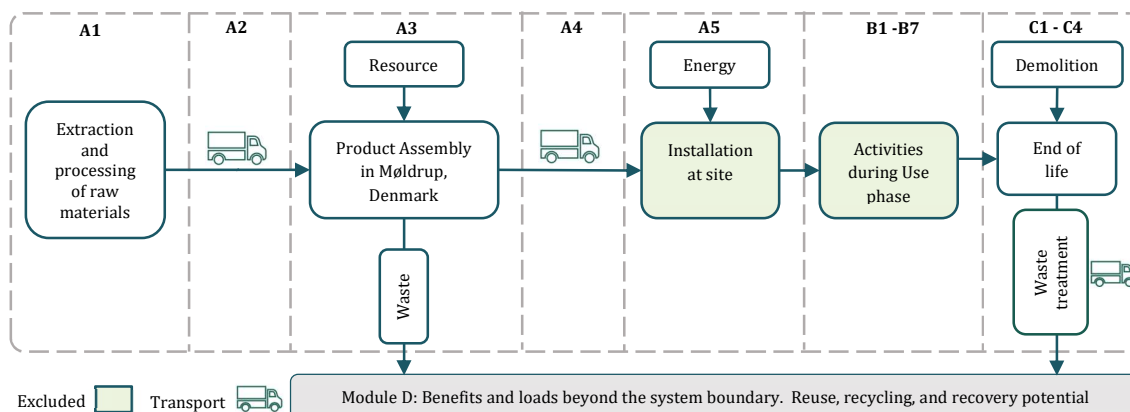 A1
A2
A3
A4
A5
B1 -B7
C1 - C4
Resource
Energy
Demolition
Extraction
and
processing
of raw
materials
Product Assembly
in Møldrup,
Denmark
Installation
at site
Activities
during Use
phase
End of
life
Waste
Waste
treatment
Excluded
Transport
Module D: Benefits and loads beyond the system boundary. Reuse, recycling, and recovery potential